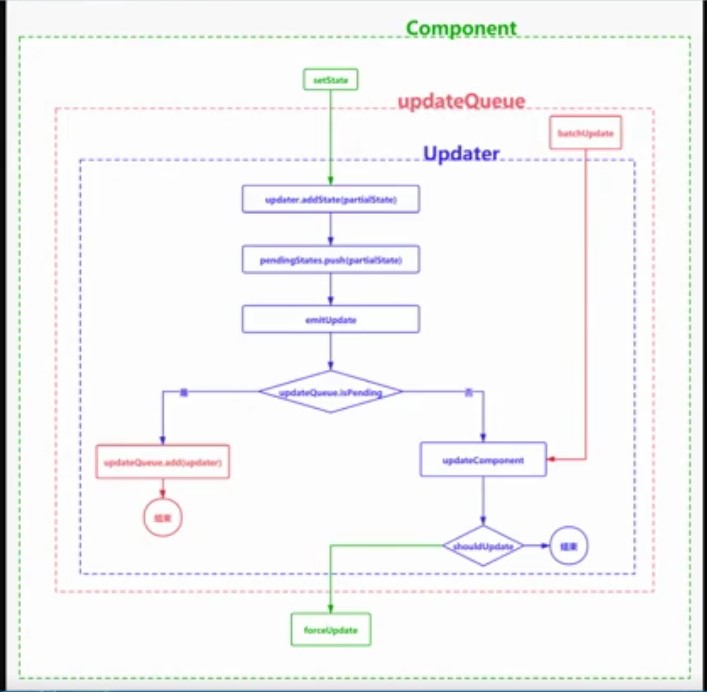 Component
setState
updateQueue
batchUpdate
Updater
updater.addState(partialState)
pendingStates.push(partialState)
emitUpdate
是
updateQueue.isPending
否
updateQueue.add(updater)
updateComponent
结束
shouldUpdate
结束
forceUpdate